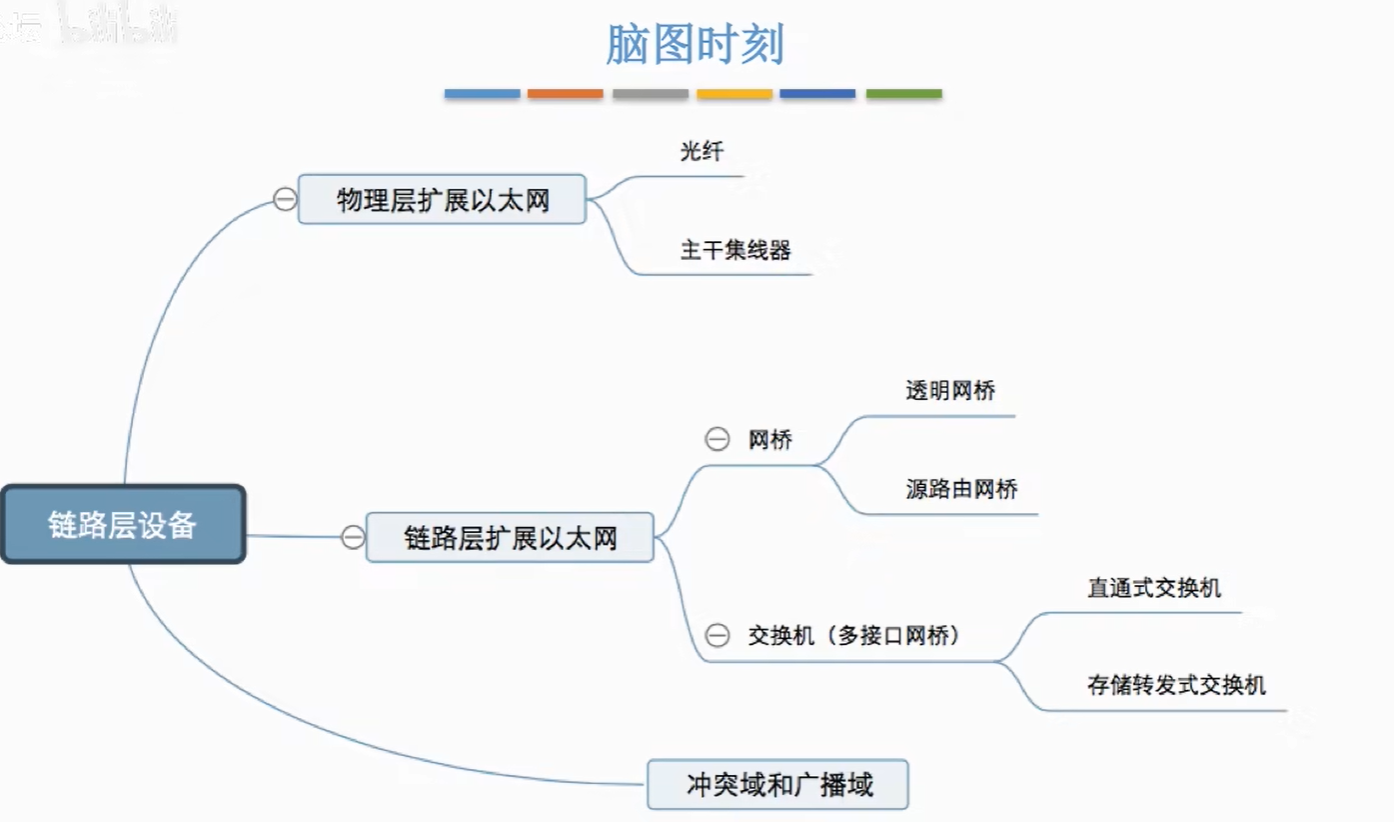 脑图时刻
光纤
物理层扩展以太网
主干集线器
透明网桥
网桥
源路由网桥
链路层设备
链路层扩展以太网
直通式交换机
交换机（多接口网桥）
存储转发式交换机
冲突域和广播域